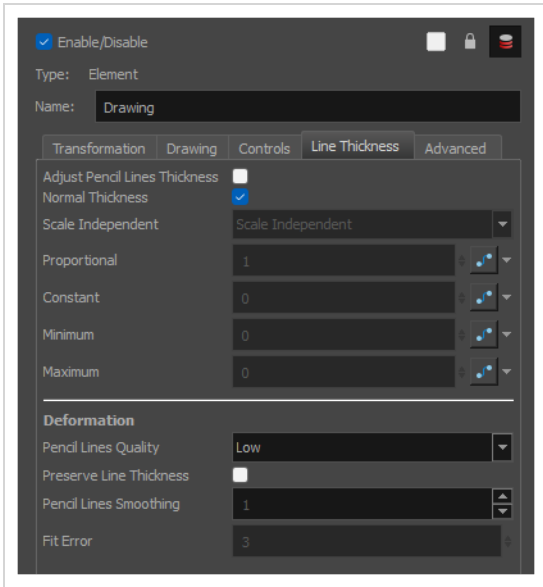 Enable/Disable
Type: Element
Name: Drawing
Transformation Drawing Controls Line Thickness Advanced
Adjust Pencil Lines Thickness
Normal Thickness
Scale Independent Scale Independent
Proportional 1
Constant 0
Minimum 0
Maximum 0
Deformation
Pencil Lines Quality Low
Preserve Line Thickness
Pencil Lines Smoothing 1
Fit Error 3